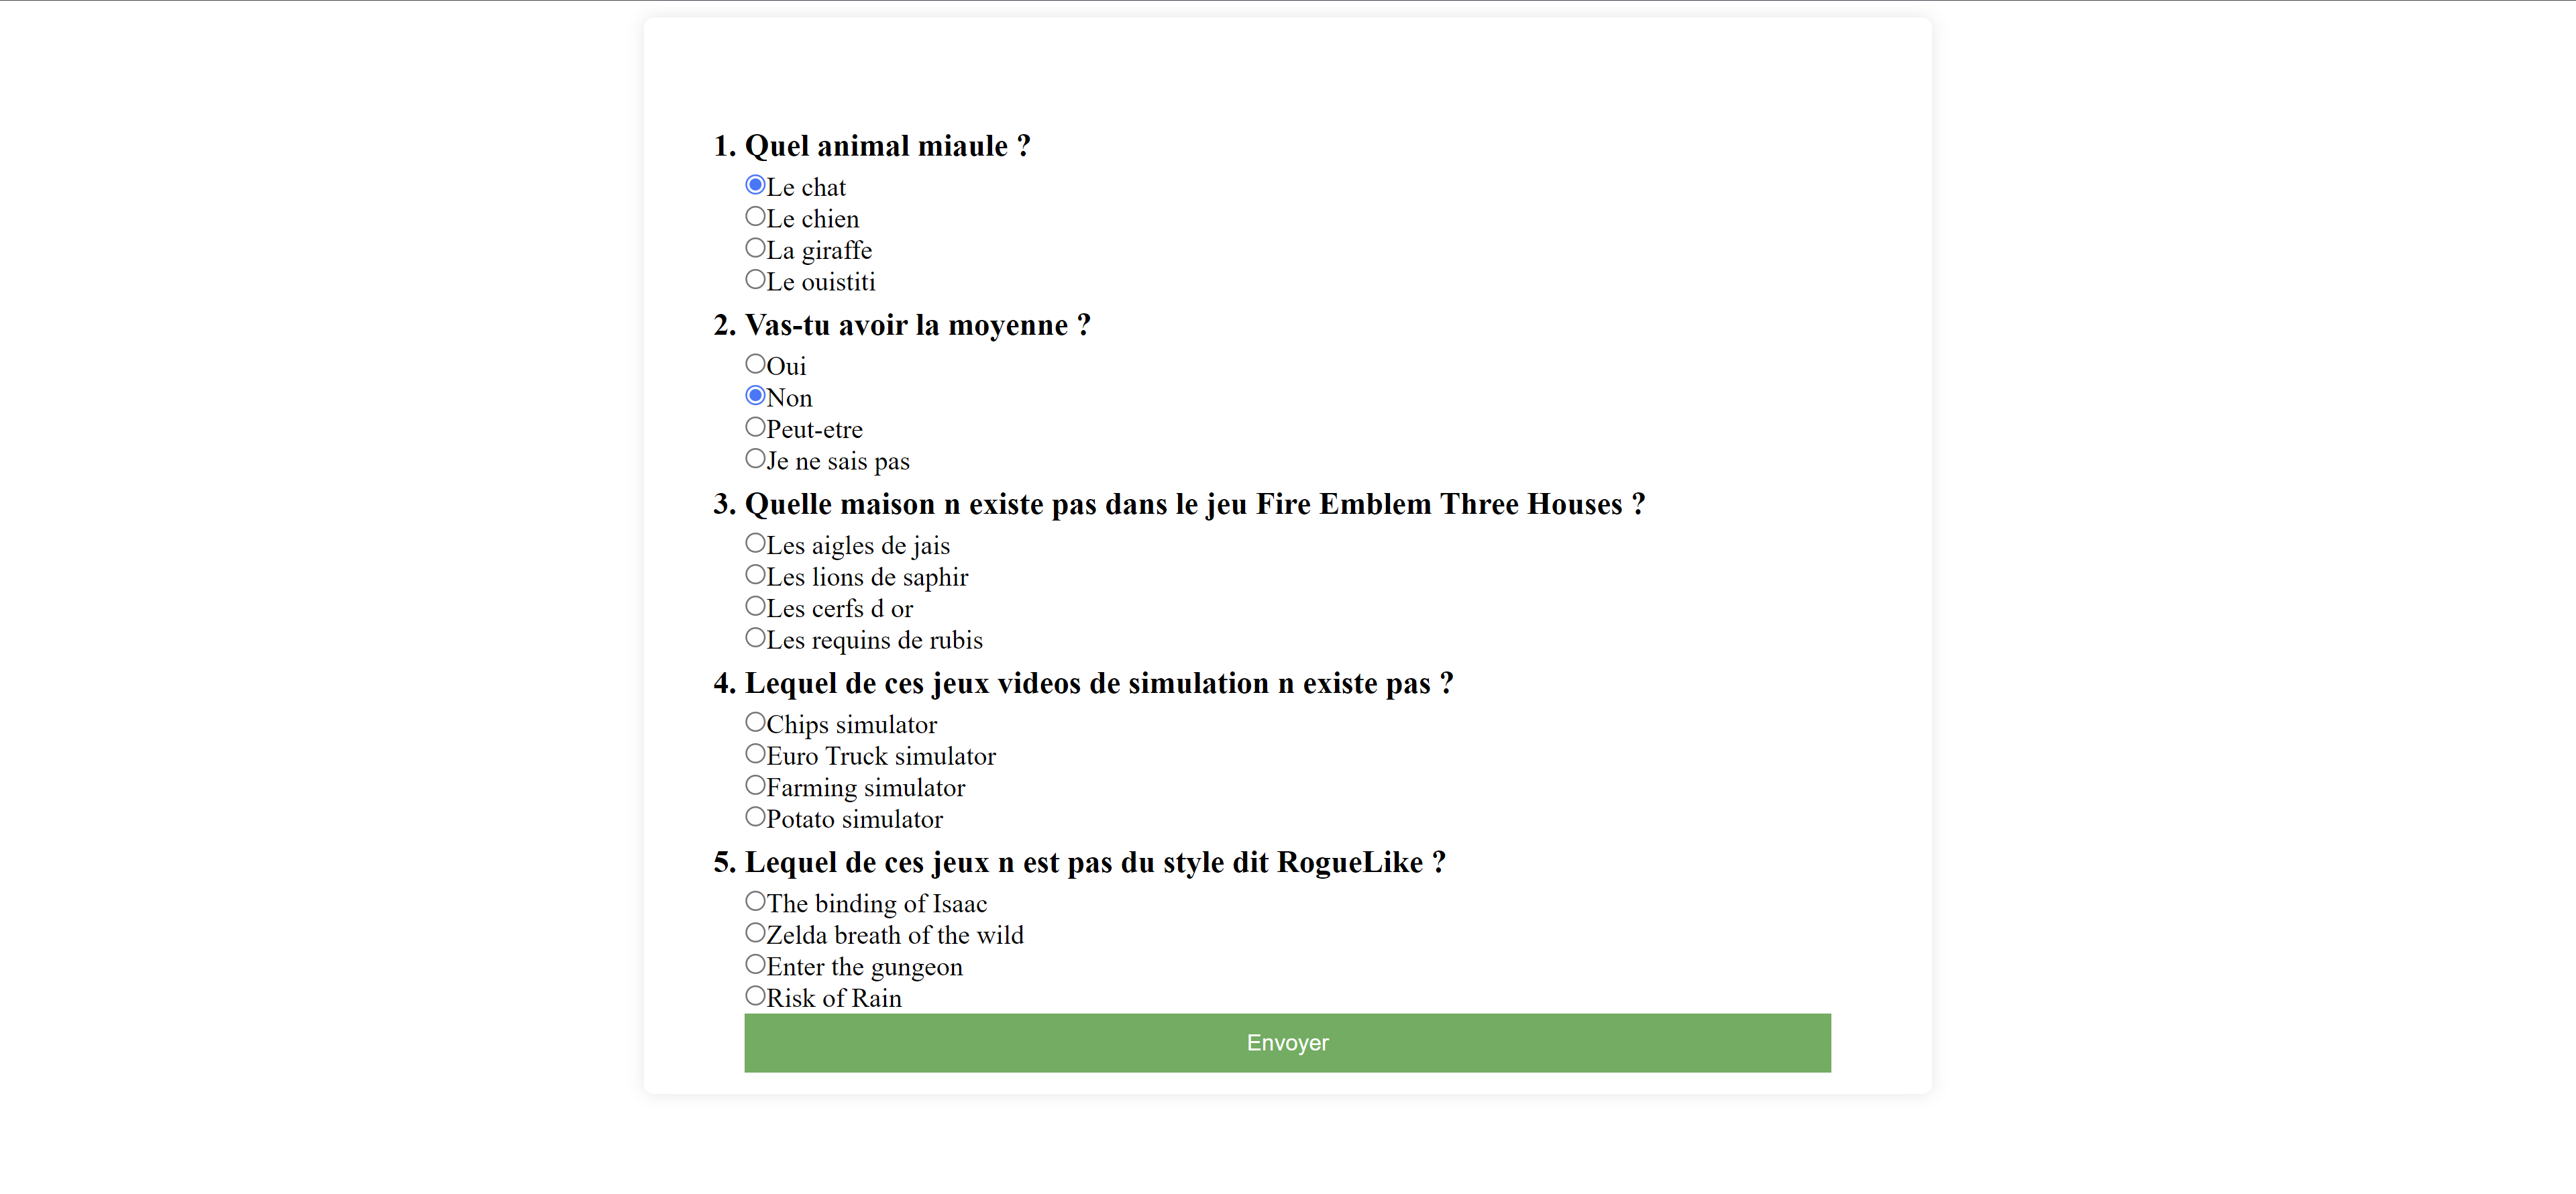 1. Quel animal miaule ?
Le chat
Le chien
La giraffe
Le ouistiti
2. Vas-tu avoir la moyenne ?
Oui
Non
Peut-etre
Je ne sais pas
3. Quelle maison n existe pas dans le jeu Fire Emblem Three Houses ?
Les aigles de jais
Les lions de saphir
Les cerfs d or
Les requins de rubis
4. Lequel de ces jeux videos de simulation n existe pas ?
Chips simulator
Euro Truck simulator
Farming simulator
Potato simulator
5. Lequel de ces jeux n est pas du style dit RogueLike ?
The binding of Isaac
Zelda breath of the wild
Enter the gungeon
Risk of Rain
Envoyer